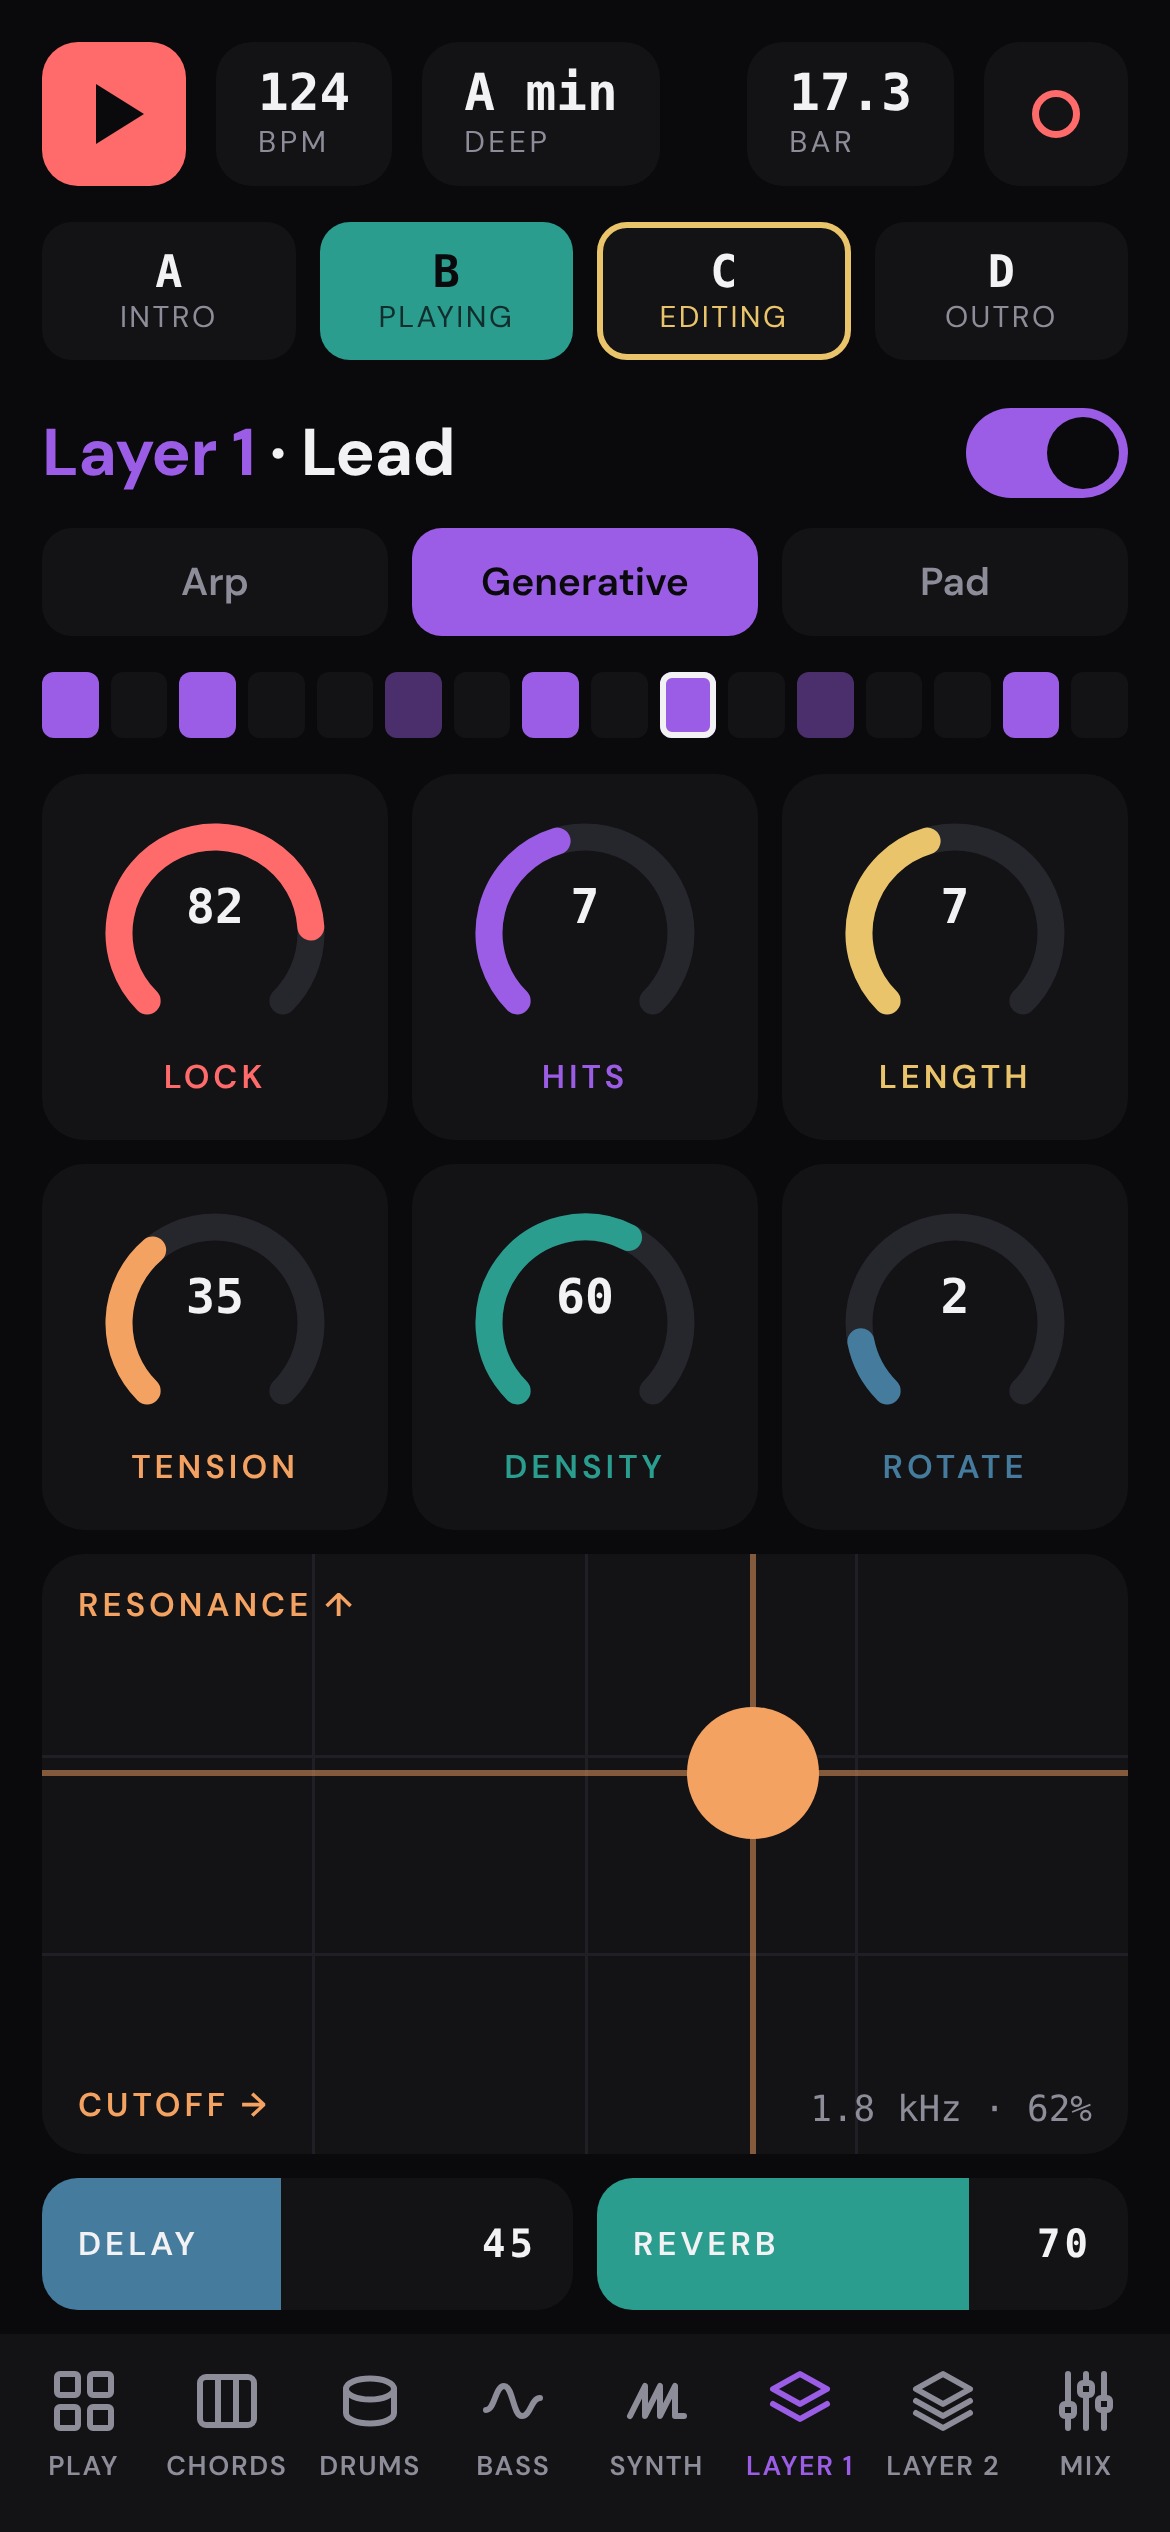 124
BPM
A min
DEEP
17.3
BAR
A
INTRO
B
PLAYING
C
EDITING
D
OUTRO
Layer 1 · Lead
Arp
Generative
Pad
82
LOCK
7
HITS
7
LENGTH
35
TENSION
60
DENSITY
2
ROTATE
RESONANCE ↑
CUTOFF →
1.8 kHz · 62%
DELAY 45
REVERB 70
PLAY
CHORDS
DRUMS
BASS
SYNTH
LAYER 1
LAYER 2
MIX